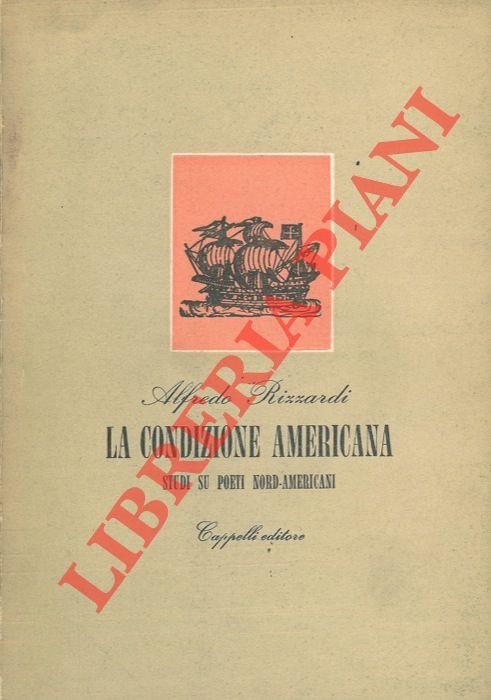 Alfredo Rizzardi
LA CONDIZIONE AMERICANA
STUDI SU POETI NORD-AMERICANI
Cappelli editore
LIBRERIA PIANI